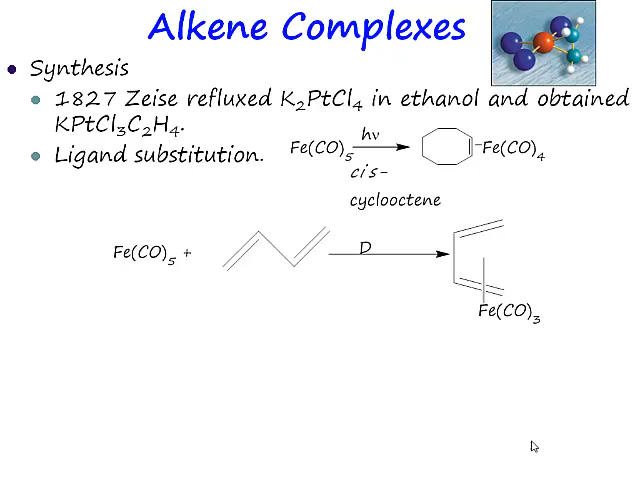 Alkene Complexes
Synthesis
1827 Zeise refluxed K₂PtCl₄ in ethanol and obtained
KPtCl₃C₂H₄.
Ligand substitution.
Fe(CO)₅ hν -Fe(CO)₄
cis-
cyclooctene
Fe(CO)₅ + D
Fe(CO)₃